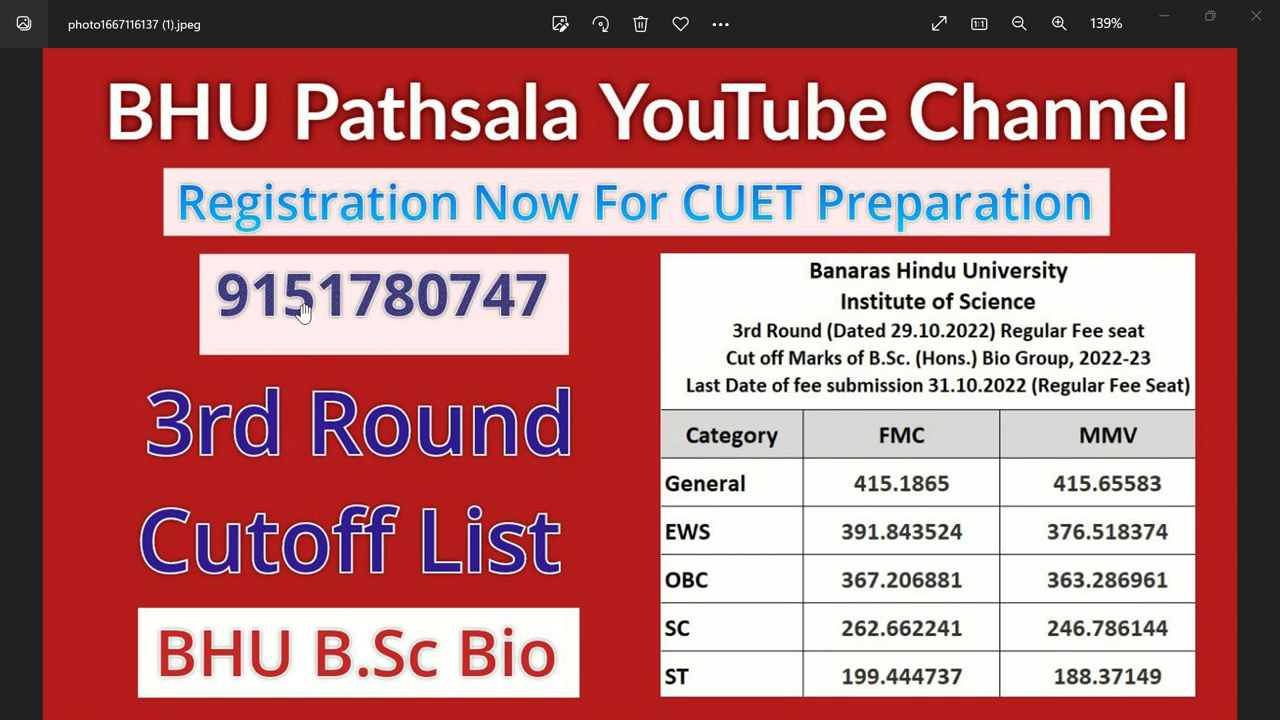 photo1667116137 (1).jpeg
139%
BHU Pathsala YouTube Channel
Registration Now For CUET Preparation
9151780747
3rd Round
Cutoff List
BHU B.Sc Bio
Banaras Hindu University
Institute of Science
3rd Round (Dated 29.10.2022) Regular Fee seat
Cut off Marks of B.Sc. (Hons.) Bio Group, 2022-23
Last Date of fee submission 31.10.2022 (Regular Fee Seat)
Category FMC MMV
General 415.1865 415.65583
EWS 391.843524 376.518374
OBC 367.206881 363.286961
SC 262.662241 246.786144
ST 199.444737 188.37149